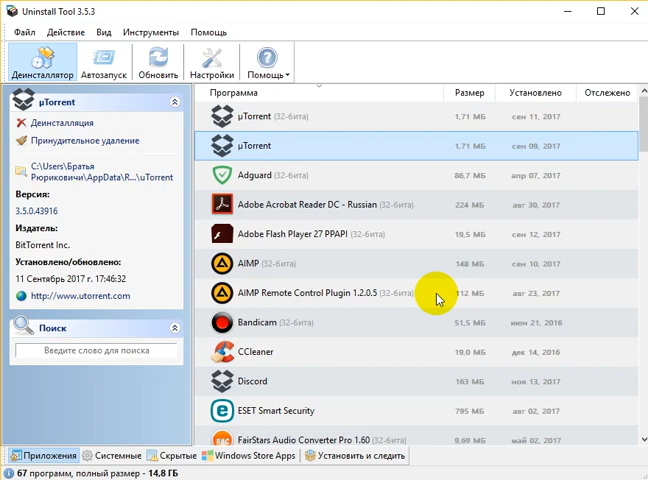 Uninstall Tool 3.5.3
Файл Действие Вид Инструменты Помощь
Деинсталлятор Автозапуск Обновить Настройки Помощь
µTorrent
Деинсталляция
Принудительное удаление
C:\Users\Братья
Рюриковичи\AppData\R...\uTorrent
Версия:
3.5.0.43916
Издатель:
BitTorrent Inc.
Установлено/обновлено:
11 Сентябрь 2017 г. 17:46:32
http://www.utorrent.com
Поиск
Введите слово для поиска
Программа Размер Установлено Отслежено
µTorrent (32-бита) 1,71 МБ сен 11, 2017
µTorrent 1,71 МБ сен 09, 2017
Adguard (32-бита) 86,7 МБ апр 07, 2017
Adobe Acrobat Reader DC - Russian (32-бита) 224 МБ авг 30, 2017
Adobe Flash Player 27 PPAPI (32-бита) 19,5 МБ сен 12, 2017
AIMP (32-бита) 148 МБ сен 10, 2017
AIMP Remote Control Plugin 1.2.0.5 (32-бита) 112 МБ авг 23, 2017
Bandicam (32-бита) 51,5 МБ июн 21, 2016
CCleaner 19,0 МБ дек 14, 2016
Discord 163 МБ ноя 13, 2017
ESET Smart Security 795 МБ авг 02, 2017
FairStars Audio Converter Pro 1.60 (32-бита) 9,69 МБ май 02, 2017
Приложения Системные Скрытые Windows Store Apps Установить и следить
67 программ, полный размер - 14,8 ГБ